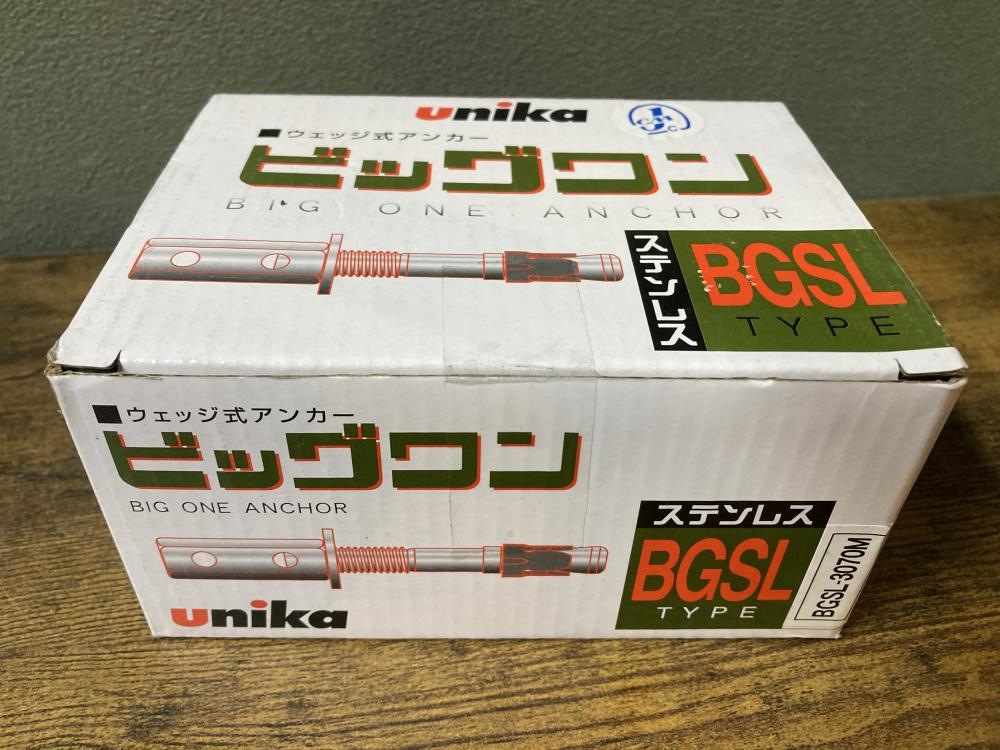 unika
■ウェッジ式アンカー
ビッグワン
BIG ONE ANCHOR
ステンレス
BGSL
TYPE
■ウェッジ式アンカー
ビッグワン
BIG ONE ANCHOR
unika
ステンレス
BGSL
TYPE
BGSL-3070M